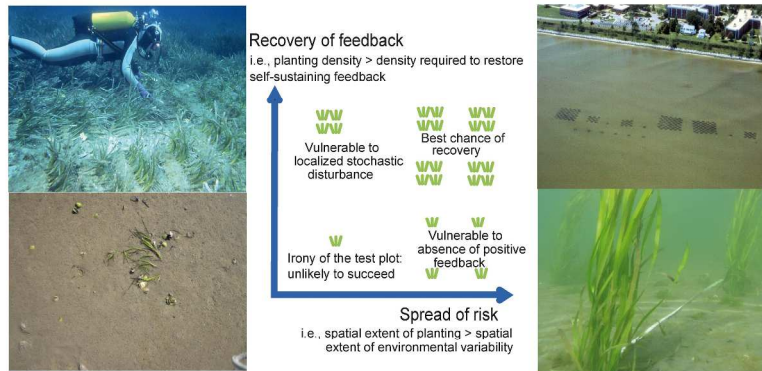 Recovery of feedback
i.e., planting density > density required to restore
self-sustaining feedback
Vulnerable to
localized stochastic
disturbance
Best chance of
recovery
Irony of the test plot:
unlikely to succeed
Vulnerable to
absence of positive
feedback
Spread of risk
i.e., spatial extent of planting > spatial
extent of environmental variability